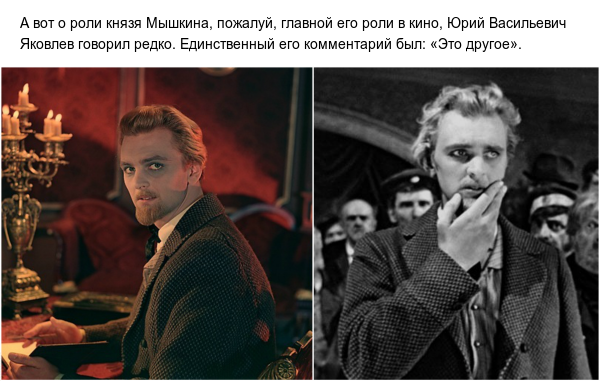 А вот о роли князя Мышкина, пожалуй, главной его роли в кино, Юрий Васильевич
Яковлев говорил редко. Единственный его комментарий был: «Это другое».